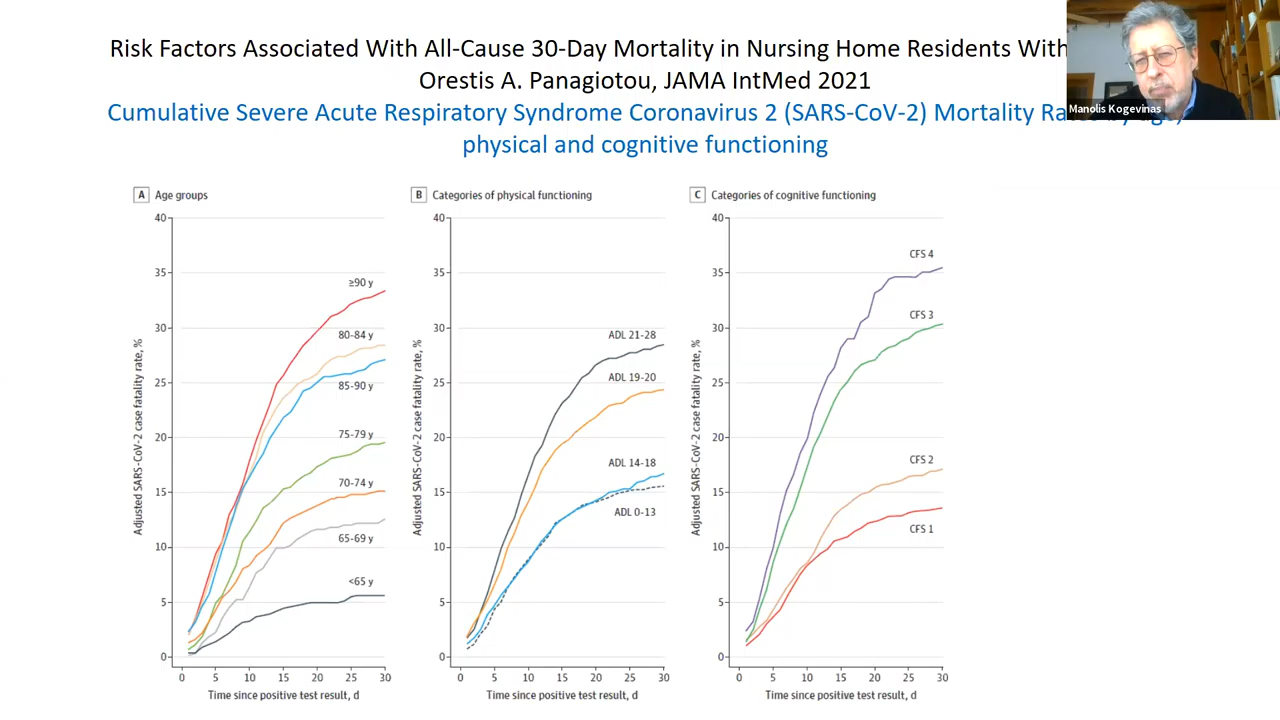 Risk Factors Associated With All-Cause 30-Day Mortality in Nursing Home Residents With
Orestis A. Panagiotou, JAMA IntMed 2021
Cumulative Severe Acute Respiratory Syndrome Coronavirus 2 (SARS-CoV-2) Mortality Rates by age,
physical and cognitive functioning
Manolis Kogevinas
A Age groups
40
35
30
25
20
15
10
5
0
Adjusted SARS-CoV-2 case fatality rate, %
≥90 y
80-84 y
85-90 y
75-79 y
70-74 y
65-69 y
<65 y
0 5 10 15 20 25 30
Time since positive test result, d
B Categories of physical functioning
40
35
30
25
20
15
10
5
0
Adjusted SARS-CoV-2 case fatality rate, %
ADL 21-28
ADL 19-20
ADL 14-18
ADL 0-13
0 5 10 15 20 25 30
Time since positive test result, d
C Categories of cognitive functioning
40
35
30
25
20
15
10
5
0
Adjusted SARS-CoV-2 case fatality rate, %
CFS 4
CFS 3
CFS 2
CFS 1
0 5 10 15 20 25 30
Time since positive test result, d